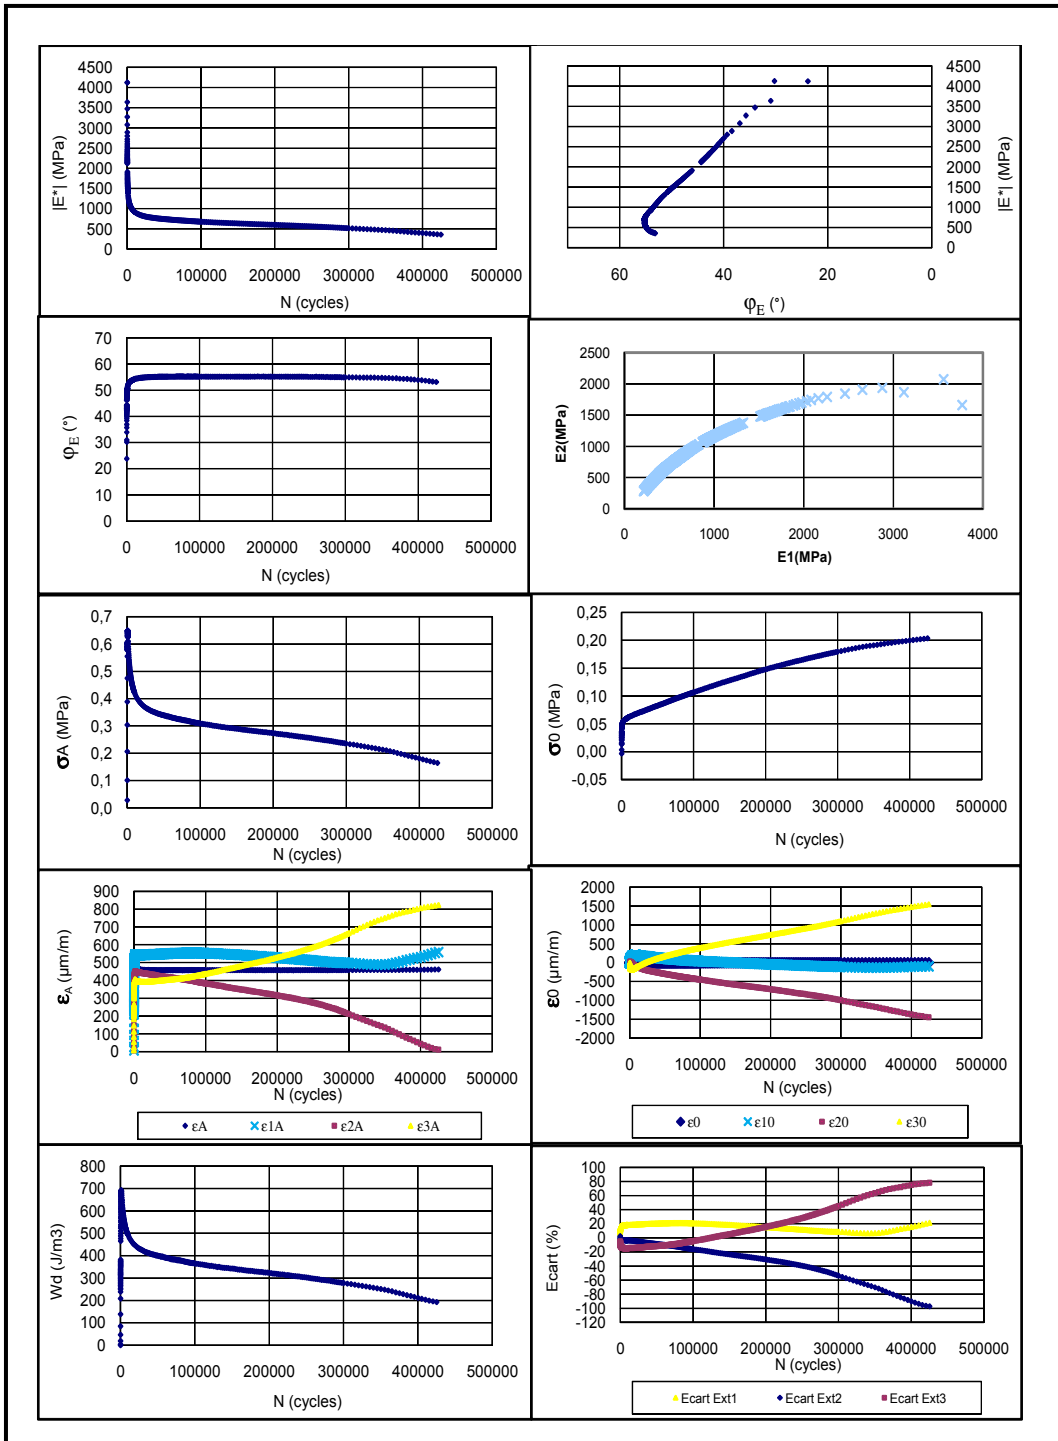 4500
4000
3500
3000
2500
2000
1500
1000
500
0
|E*| (MPa)
0 100000 200000 300000 400000 500000
N (cycles)
4500
4000
3500
3000
2500
2000
1500
1000
500
0
|E*| (MPa)
60 40 20 0
φE (°)
70
60
50
40
30
20
10
0
φE (°)
0 100000 200000 300000 400000 500000
N (cycles)
2500
2000
1500
1000
500
0
E2(MPa)
0 1000 2000 3000 4000
E1(MPa)
0,7
0,6
0,5
0,4
0,3
0,2
0,1
0,0
σA (MPa)
0 100000 200000 300000 400000 500000
N (cycles)
0,25
0,20
0,15
0,10
0,05
0,00
-0,05
σ0 (MPa)
0 100000 200000 300000 400000 500000
N (cycles)
900
800
700
600
500
400
300
200
100
0
εA (µm/m)
0 100000 200000 300000 400000 500000
N (cycles)
εA ε1A ε2A ε3A
2000
1500
1000
500
0
-500
-1000
-1500
-2000
ε0 (µm/m)
0 100000 200000 300000 400000 500000
N (cycles)
ε0 ε10 ε20 ε30
800
700
600
500
400
300
200
100
0
Wd (J/m3)
0 100000 200000 300000 400000 500000
N (cycles)
100
80
60
40
20
0
-20
-40
-60
-80
-100
-120
Ecart (%)
0 100000 200000 300000 400000 500000
N (cycles)
Ecart Ext1 Ecart Ext2 Ecart Ext3